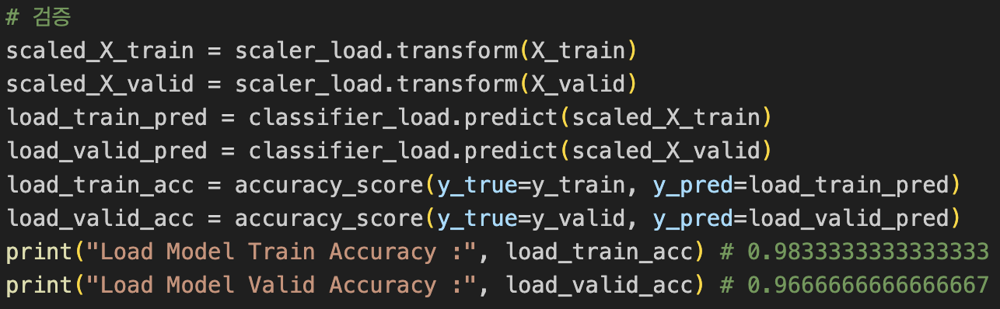 # 검증
scaled_X_train = scaler_load.transform(X_train)
scaled_X_valid = scaler_load.transform(X_valid)
load_train_pred = classifier_load.predict(scaled_X_train)
load_valid_pred = classifier_load.predict(scaled_X_valid)
load_train_acc = accuracy_score(y_true=y_train, y_pred=load_train_pred)
load_valid_acc = accuracy_score(y_true=y_valid, y_pred=load_valid_pred)
print("Load Model Train Accuracy :", load_train_acc) # 0.9833333333333333
print("Load Model Valid Accuracy :", load_valid_acc) # 0.9666666666666667